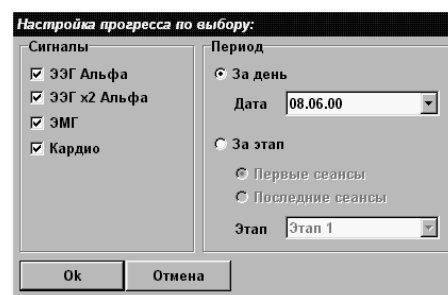 Настройка прогресса по выбору:
Сигналы
ЭЭГ Альфа
ЭЭГ x2 Альфа
ЭМГ
Кардио
Период
За день
Дата 08.06.00
За этап
Первые сеансы
Последние сеансы
Этап Этап 1
Ok Отмена